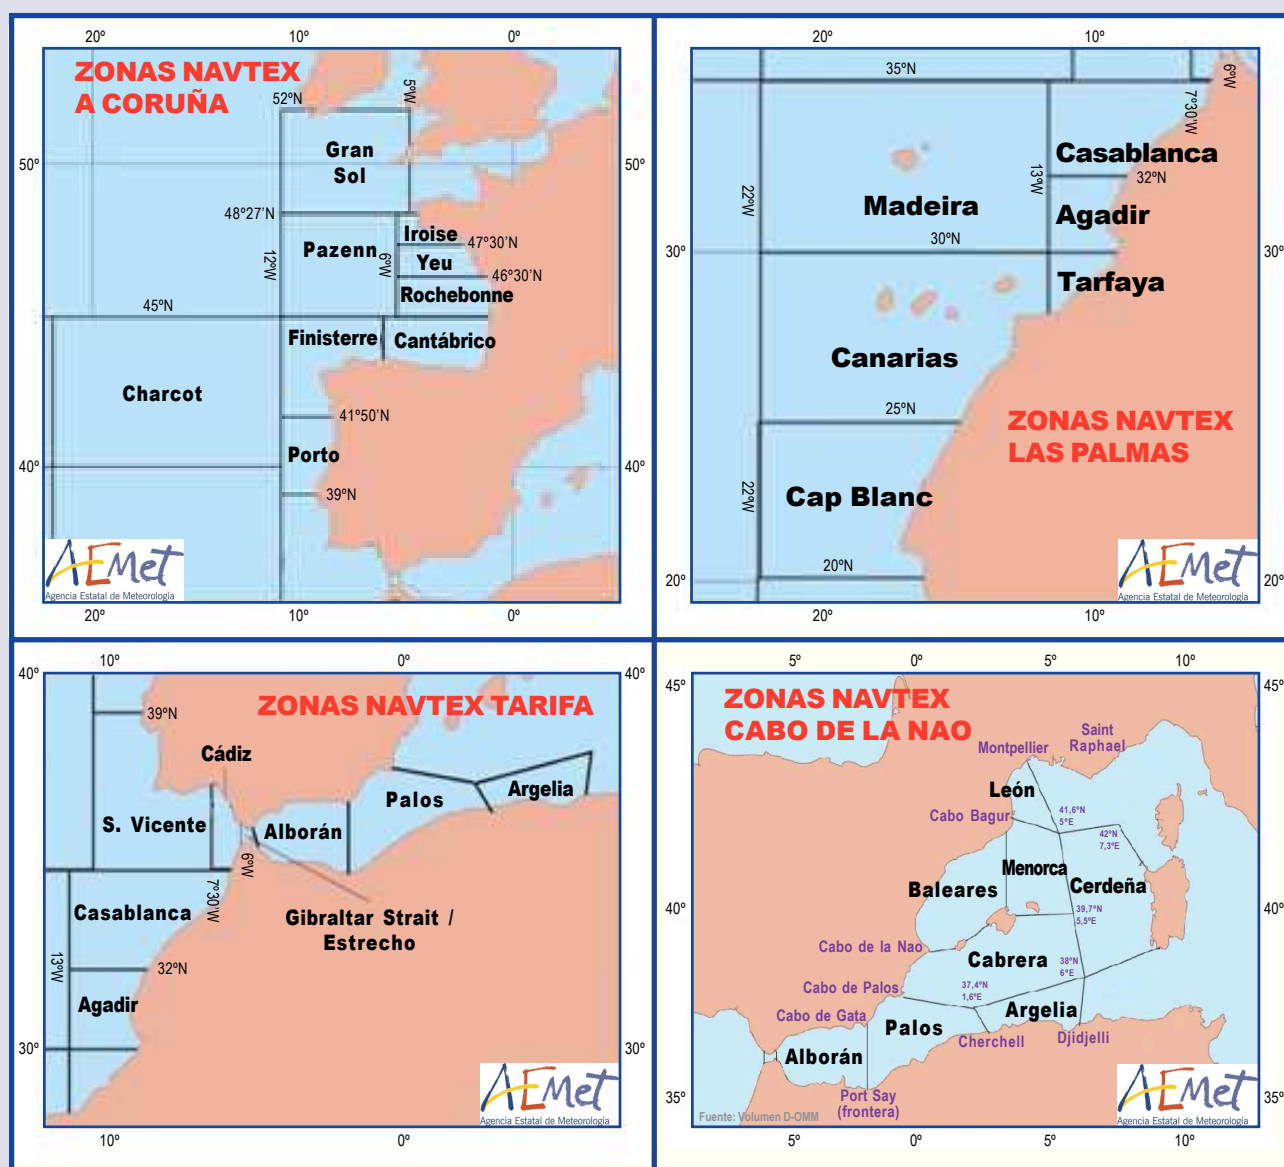 20º 10º 0º
ZONAS NAVTEX
A CORUÑA
52ºN
5ºW
Gran
Sol
50º
50º
48º27'N
Iroise
47º30'N
Pazenn
12ºW
6ºW
Yeu
46º30'N
Rochebonne
45ºN
Finisterre
Cantábrico
Charcot
41º50'N
Porto
40º
40º
39ºN
AEMet
Agencia Estatal de Meteorología
20º 10º 0º
20º 10º
35ºN
6ºW
7º30'W
Casablanca
13ºW
32ºN
22ºW
Madeira
Agadir
30ºN
30º
30º
Tarfaya
Canarias
25ºN
ZONAS NAVTEX
LAS PALMAS
22ºW
Cap Blanc
20ºN
20º
20º
AEMet
Agencia Estatal de Meteorología
20º 10º
10º 0º
40º
40º
ZONAS NAVTEX TARIFA
39ºN
Cádiz
Argelia
Palos
S. Vicente
Alborán
6ºW
7º30'W
Casablanca
Gibraltar Strait /
Estrecho
13ºW
32ºN
Agadir
30º
30º
AEMet
Agencia Estatal de Meteorología
10º 0º
5º 0º 5º 10º
45º
45º
ZONAS NAVTEX
CABO DE LA NAO
Saint
Raphael
Montpellier
León
Cabo Bagur
41,6ºN
5ºE
42ºN
7,3ºE
Menorca
Baleares
Cerdeña
40º
40º
39,7ºN
5,5ºE
Cabo de la Nao
Cabrera
38ºN
6ºE
Cabo de Palos
37,4ºN
1,6ºE
Argelia
Cabo de Gata
Palos
Cherchell
Djidjelli
Alborán
Port Say
(frontera)
35º
35º
Fuente: Volumen D-OMM
AEMet
Agencia Estatal de Meteorología
5º 0º 5º 10º